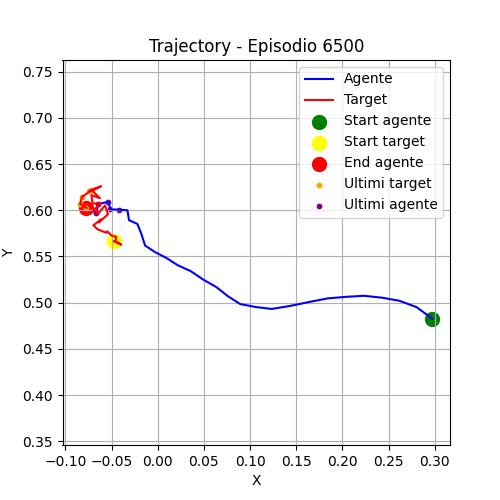 Trajectory - Episodio 6500
Y
0.75
0.70
0.65
0.60
0.55
0.50
0.45
0.40
0.35
Agente
Target
Start agente
Start target
End agente
Ultimi target
Ultimi agente
−0.10 −0.05 0.00 0.05 0.10 0.15 0.20 0.25 0.30
X